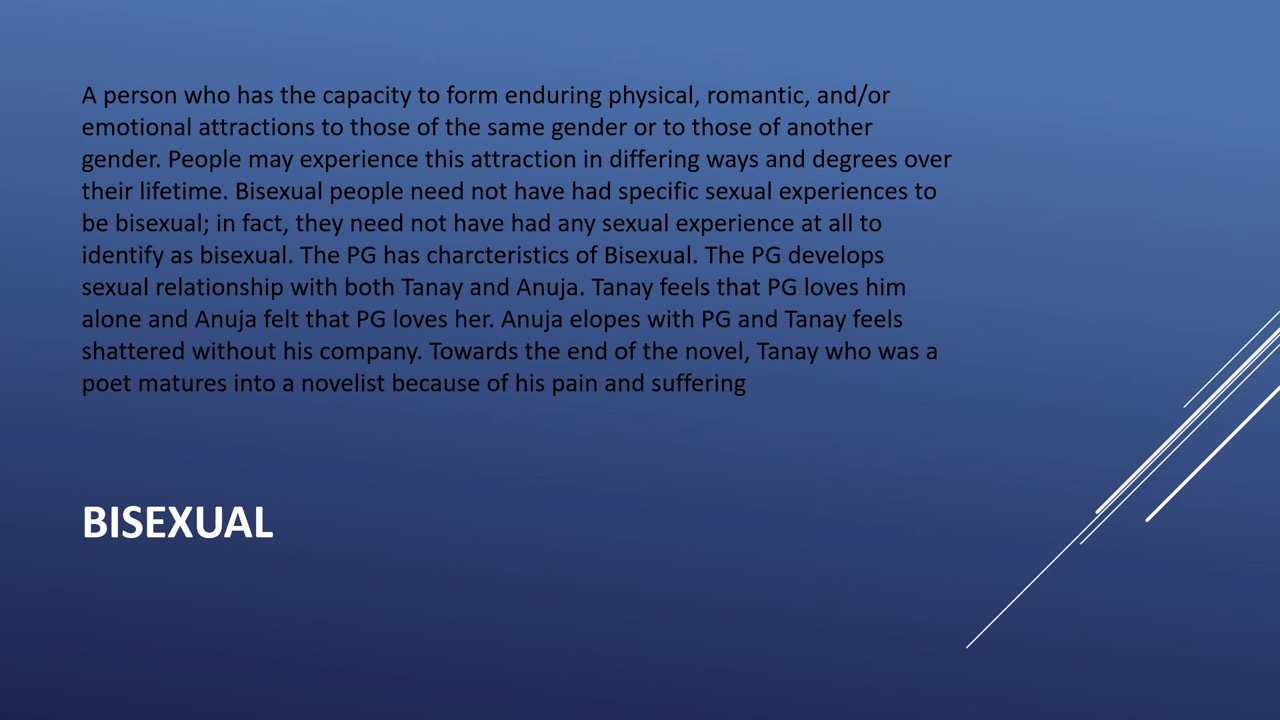 A person who has the capacity to form enduring physical, romantic, and/or
emotional attractions to those of the same gender or to those of another
gender. People may experience this attraction in differing ways and degrees over
their lifetime. Bisexual people need not have had specific sexual experiences to
be bisexual; in fact, they need not have had any sexual experience at all to
identify as bisexual. The PG has charcteristics of Bisexual. The PG develops
sexual relationship with both Tanay and Anuja. Tanay feels that PG loves him
alone and Anuja felt that PG loves her. Anuja elopes with PG and Tanay feels
shattered without his company. Towards the end of the novel, Tanay who was a
poet matures into a novelist because of his pain and suffering
BISEXUAL